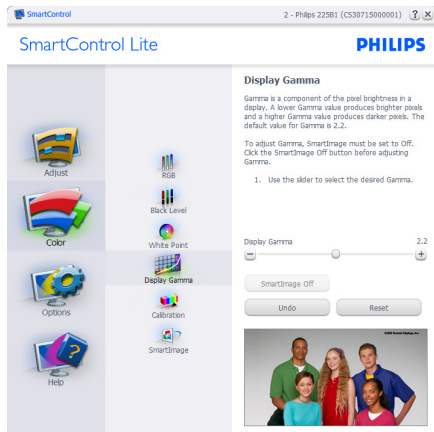 SmartControl
2 - Philips 225B1 (CS30715000001)
SmartControl Lite
PHILIPS
Display Gamma
Gamma is a component of the pixel brightness in a
display. A lower Gamma value produces brighter pixels
and a higher Gamma value produces darker pixels. The
default value for Gamma is 2.2.
To adjust Gamma, SmartImage must be set to Off.
Click the SmartImage Off button before adjusting
Gamma.
1. Use the slider to select the desired Gamma.
Adjust
Color
Options
Help
RGB
Black Level
White Point
Display Gamma
Calibration
SmartImage
Display Gamma 2.2
SmartImage Off
Undo Reset